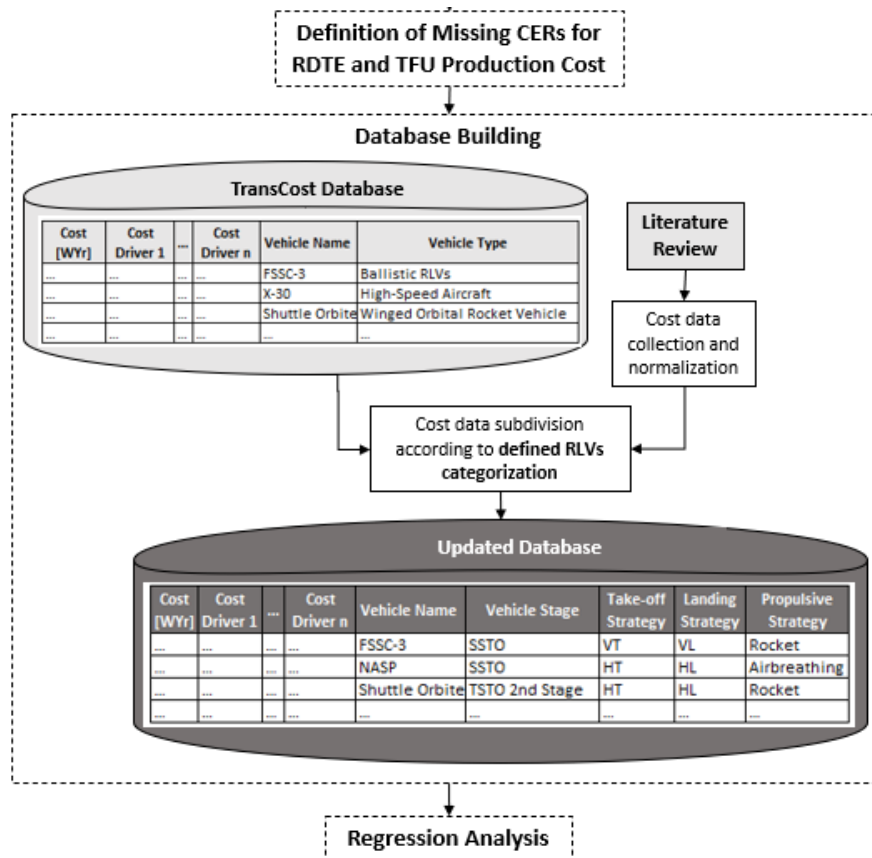 Definition of Missing CERs for
RDTE and TFU Production Cost
Database Building
TransCost Database
Cost [WYr] Cost Driver 1 ... Cost Driver n Vehicle Name Vehicle Type
... ... ... ... FSSC-3 Ballistic RLVs
... ... ... ... X-30 High-Speed Aircraft
... ... ... ... Shuttle Orbite Winged Orbital Rocket Vehicle
... ... ... ... ... ...
Literature
Review
Cost data
collection and
normalization
Cost data subdivision
according to defined RLVs
categorization
Updated Database
Cost [WYr] Cost Driver 1 ... Cost Driver n Vehicle Name Vehicle Stage Take-off Strategy Landing Strategy Propulsive Strategy
... ... ... ... FSSC-3 SSTO VT VL Rocket
... ... ... ... NASP SSTO HT HL Airbreathing
... ... ... ... Shuttle Orbite TSTO 2nd Stage HT HL Rocket
... ... ... ... ... ... ... ... ...
Regression Analysis